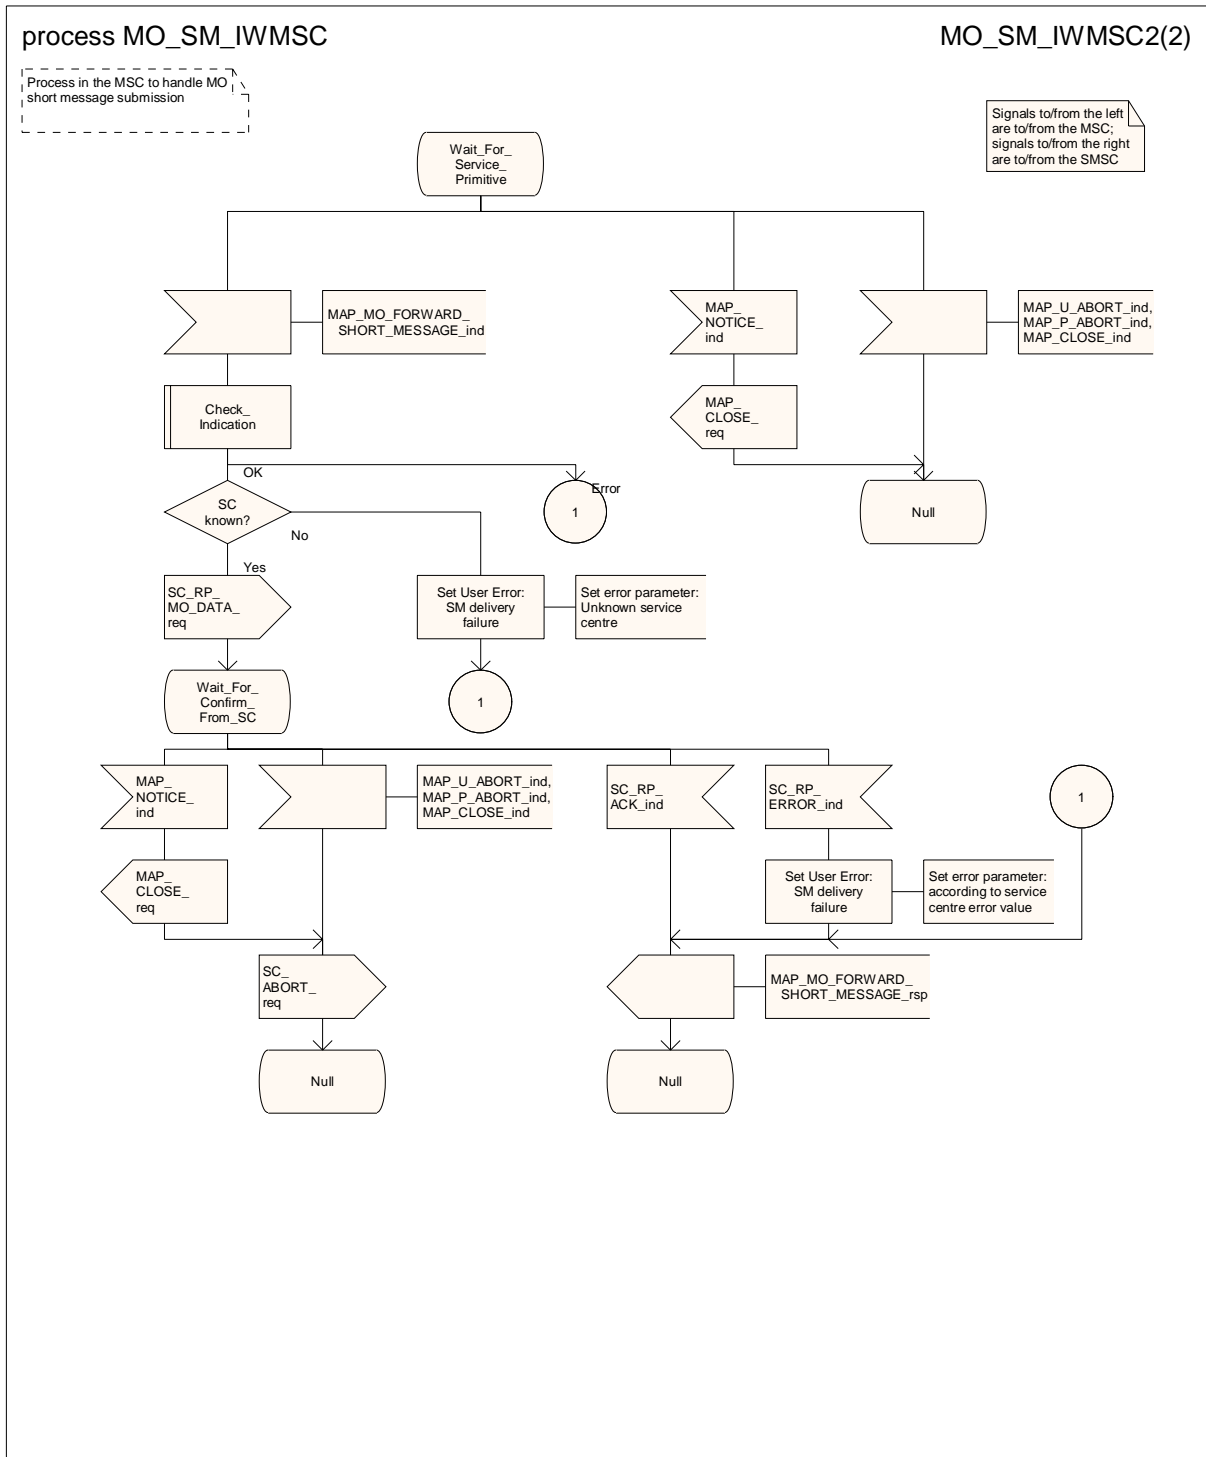 process MO_SM_IWMSC
MO_SM_IWMSC2(2)
Process in the MSC to handle MO
short message submission
Signals to/from the left
are to/from the MSC;
signals to/from the right
are to/from the SMSC
Wait_For_
Service_
Primitive
MAP_MO_FORWARD_
SHORT_MESSAGE_ind
MAP_
NOTICE_
ind
MAP_U_ABORT_ind,
MAP_P_ABORT_ind,
MAP_CLOSE_ind
Check_
Indication
MAP_
CLOSE_
req
OK
Error
SC
known?
1
Null
No
Yes
SC_RP_
MO_DATA_
req
Set User Error:
SM delivery
failure
Set error parameter:
Unknown service
centre
Wait_For_
Confirm_
From_SC
1
MAP_
NOTICE_
ind
MAP_U_ABORT_ind,
MAP_P_ABORT_ind,
MAP_CLOSE_ind
SC_RP_
ACK_ind
SC_RP_
ERROR_ind
1
MAP_
CLOSE_
req
Set User Error:
SM delivery
failure
Set error parameter:
according to service
centre error value
SC_
ABORT_
req
MAP_MO_FORWARD_
SHORT_MESSAGE_rsp
Null
Null